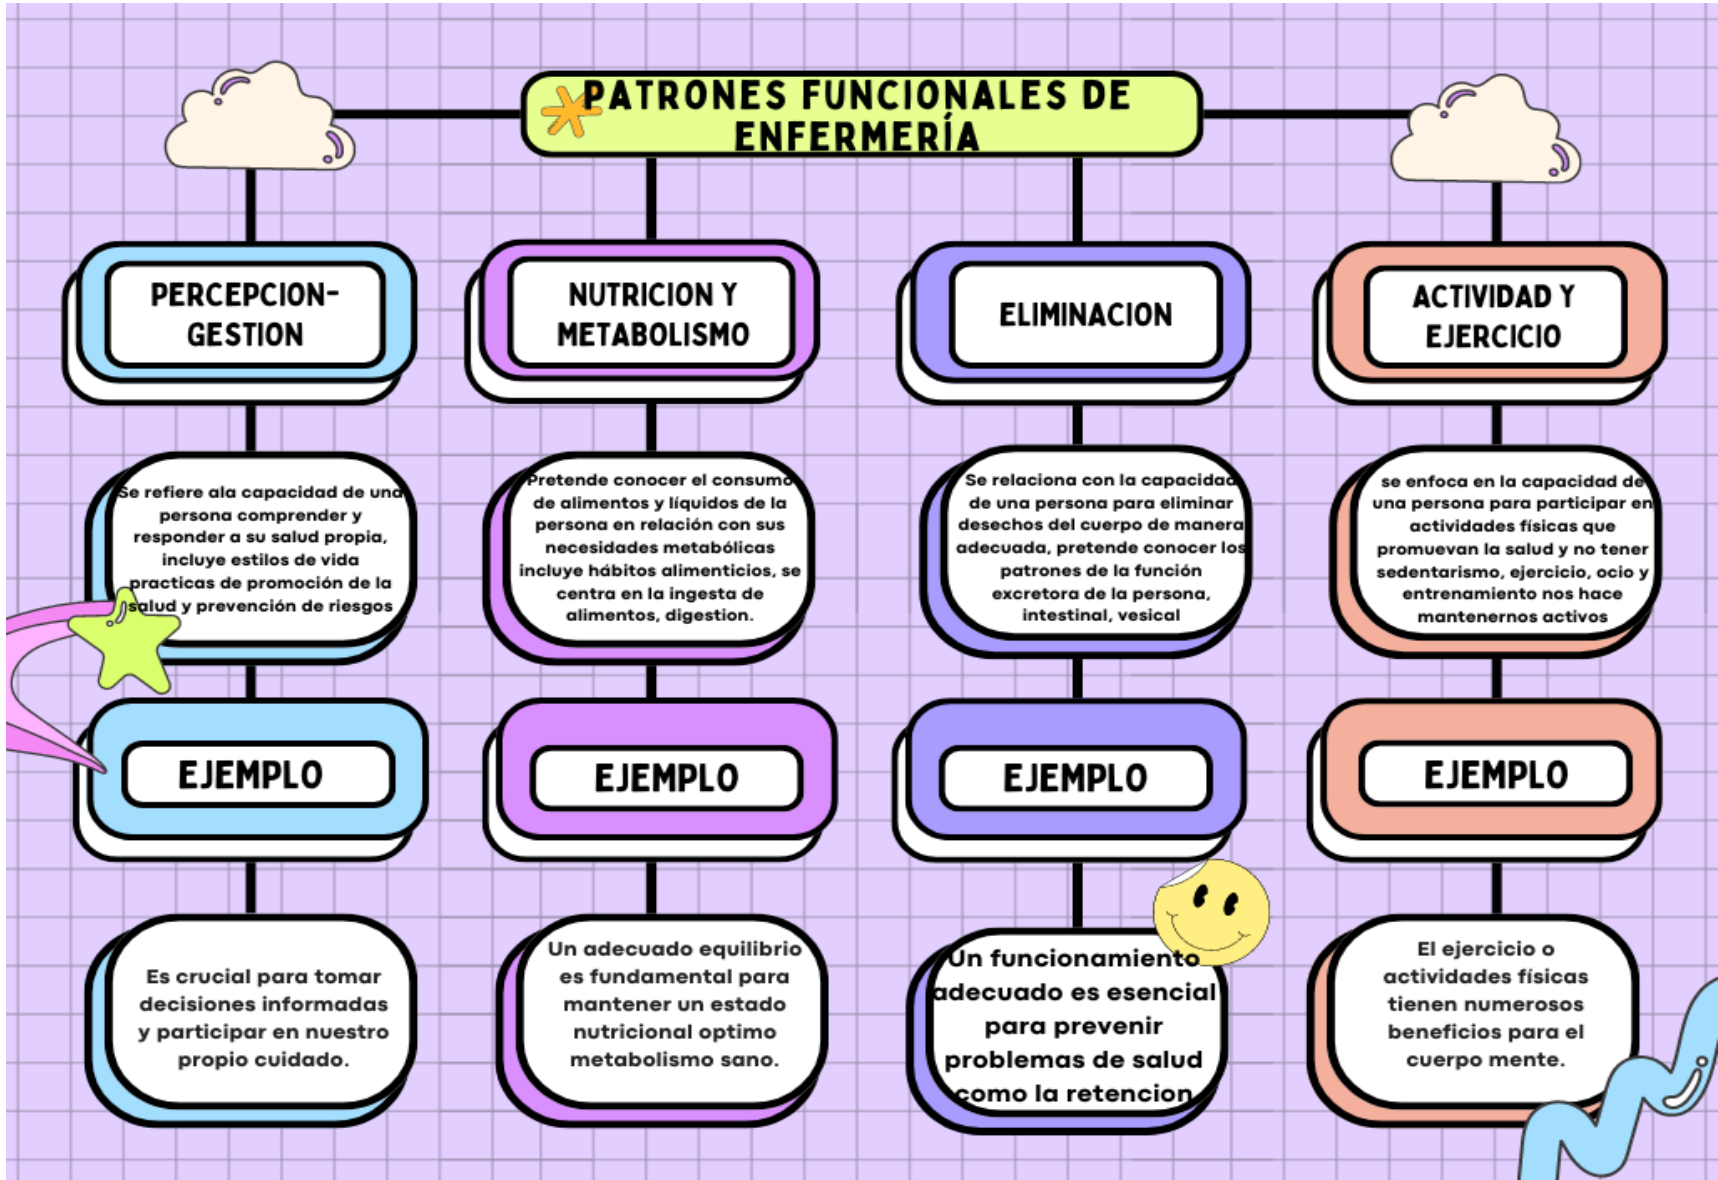 PATRONES FUNCIONALES DE
ENFERMERÍA
PERCEPCION-
GESTION
Se refiere ala capacidad de una
persona comprender y
responder a su salud propia,
incluye estilos de vida
practicas de promoción de la
salud y prevención de riesgos
EJEMPLO
Es crucial para tomar
decisiones informadas
y participar en nuestro
propio cuidado.
NUTRICION Y
METABOLISMO
Pretende conocer el consumo
de alimentos y líquidos de la
persona en relación con sus
necesidades metabólicas
incluye hábitos alimenticios, se
centra en la ingesta de
alimentos, digestion.
EJEMPLO
Un adecuado equilibrio
es fundamental para
mantener un estado
nutricional optimo
metabolismo sano.
ELIMINACION
Se relaciona con la capacidad
de una persona para eliminar
desechos del cuerpo de manera
adecuada, pretende conocer los
patrones de la función
excretora de la persona,
intestinal, vesical
EJEMPLO
Un funcionamiento
adecuado es esencial
para prevenir
problemas de salud
como la retencion
ACTIVIDAD Y
EJERCICIO
se enfoca en la capacidad de
una persona para participar en
actividades físicas que
promuevan la salud y no tener
sedentarismo, ejercicio, ocio y
entrenamiento nos hace
mantenernos activos
EJEMPLO
El ejercicio o
actividades físicas
tienen numerosos
beneficios para el
cuerpo mente.